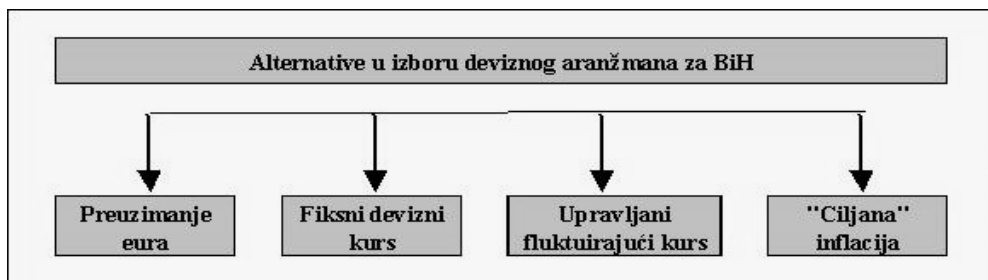 Alternative u izboru deviznog aranžmana za BiH
Preuzimanje
eura
Fiksni devizni
kurs
Upravljani
fluktuirajući kurs
"Ciljana"
inflacija